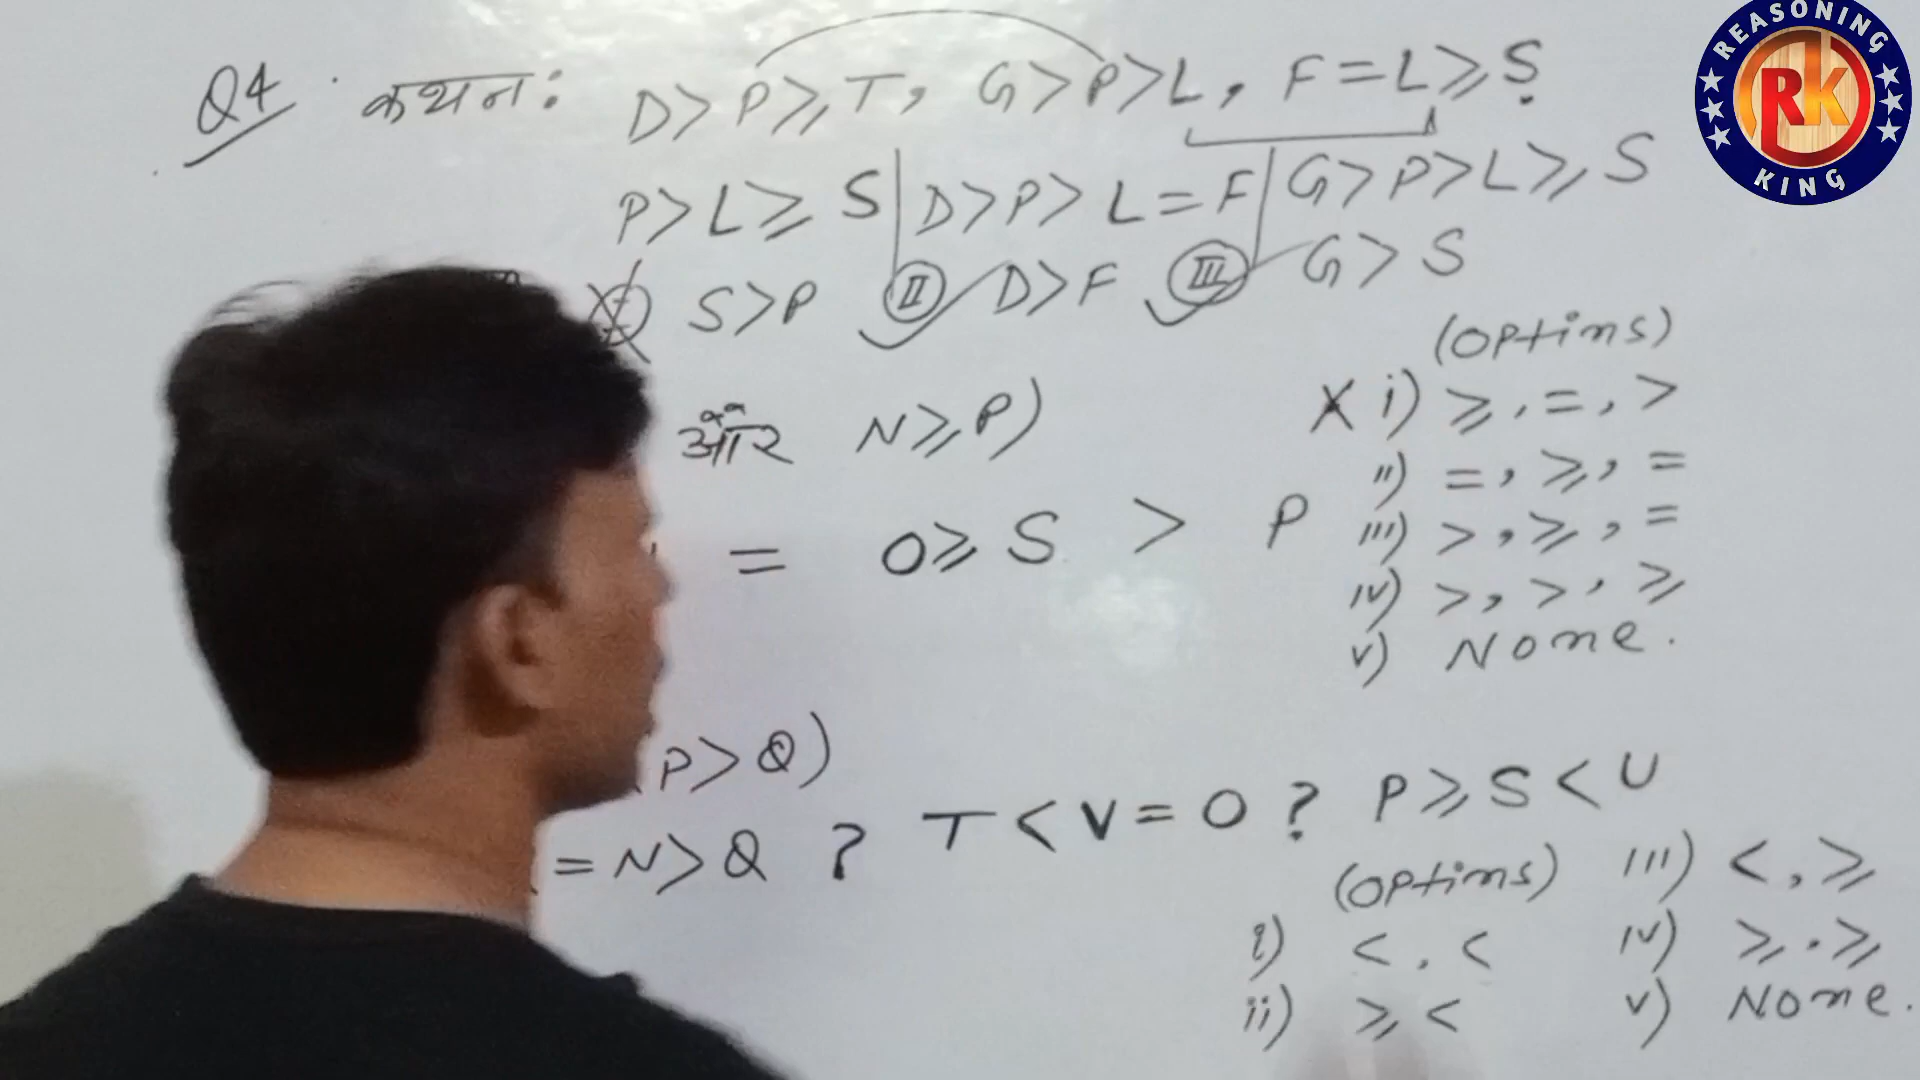 Q4. कथन: D > P ≥ T, G > P > L, F = L ≥ S
P > L ≥ S | D > P > L = F | G > P > L ≥ S
S > P (II) D > F (III) G > S
(Options)
और N ≥ P)
X i) ≥, =, >
ii) =, ≥, =
= O ≥ S > P
iii) >, ≥, =
iv) >, >, ≥
v) None.
(P > Q)
= N > Q ? T < V = O ? P ≥ S < U
(Options)
i) <, <
ii) ≥, <
iii) <, ≥
iv) ≥, ≥
v) None.
REASONING
RK
KING